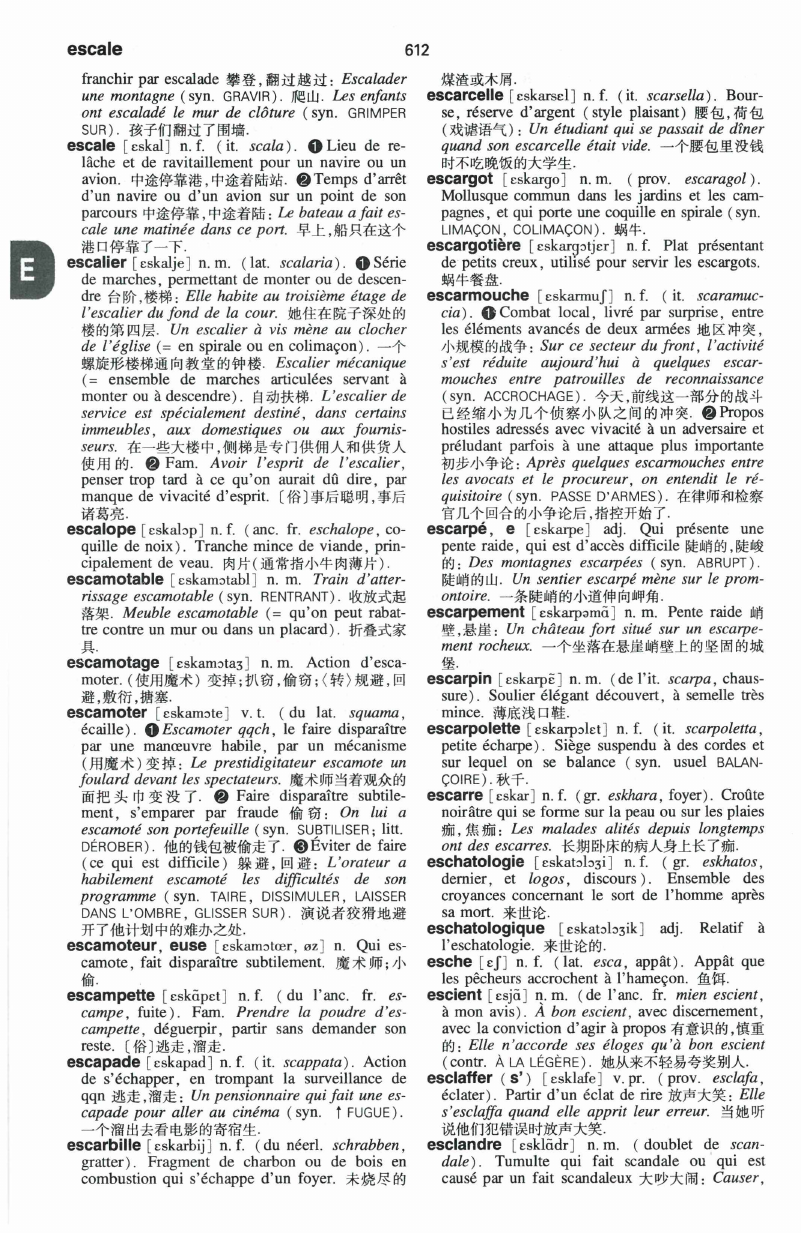 escale
612
franchir par escalade 攀登,翻过越过: Escalader
une montagne (syn. GRAVIR). 爬山. Les enfants
ont escaladé le mur de clôture (syn. GRIMPER
SUR). 孩子们翻过了围墙.
escale [ɛskal] n. f. (it. scala). ❶ Lieu de re-
lâche et de ravitaillement pour un navire ou un
avion. 中途停靠港,中途着陆站. ❷ Temps d'arrêt
d'un navire ou d'un avion sur un point de son
parcours 中途停靠,中途着陆: Le bateau a fait es-
cale une matinée dans ce port. 早上,船只在这个
港口停靠了一下.
E
escalier [ɛskalje] n. m. (lat. scalaria). ❶ Série
de marches, permettant de monter ou de descen-
dre 台阶,楼梯: Elle habite au troisième étage de
l'escalier du fond de la cour. 她住在院子深处的
楼的第四层. Un escalier à vis mène au clocher
de l'église (= en spirale ou en colimaçon). 一个
螺旋形楼梯通向教堂的钟楼. Escalier mécanique
(= ensemble de marches articulées servant à
monter ou à descendre). 自动扶梯. L'escalier de
service est spécialement destiné, dans certains
immeubles, aux domestiques ou aux fournis-
seurs. 在一些大楼中,侧梯是专门供佣人和供货人
使用的. ❷ Fam. Avoir l'esprit de l'escalier,
penser trop tard à ce qu'on aurait dû dire, par
manque de vivacité d'esprit. 〔俗〕事后聪明,事后
诸葛亮.
escalope [ɛskalɔp] n. f. (anc. fr. eschalope, co-
quille de noix). Tranche mince de viande, prin-
cipalement de veau. 肉片(通常指小牛肉薄片).
escamotable [ɛskamɔtabl] n. m. Train d'atter-
rissage escamotable (syn. RENTRANT). 收放式起
落架. Meuble escamotable (= qu'on peut rabat-
tre contre un mur ou dans un placard). 折叠式家
具.
escamotage [ɛskamɔtaʒ] n. m. Action d'esca-
moter. (使用魔术) 变掉;扒窃,偷窃;〈转〉规避,回
避,敷衍,搪塞.
escamoter [ɛskamɔte] v. t. (du lat. squama,
écaille). ❶ Escamoter qqch, le faire disparaître
par une manœuvre habile, par un mécanisme
(用魔术)变掉: Le prestidigitateur escamote un
foulard devant les spectateurs. 魔术师当着观众的
面把头巾变没了. ❷ Faire disparaître subtile-
ment, s'emparer par fraude 偷窃: On lui a
escamoté son portefeuille (syn. SUBTILISER; litt.
DÉROBER). 他的钱包被偷走了. ❸ Éviter de faire
(ce qui est difficile) 躲避,回避: L'orateur a
habilement escamoté les difficultés de son
programme (syn. TAIRE, DISSIMULER, LAISSER
DANS L'OMBRE, GLISSER SUR). 演说者狡猾地避
开了他计划中的难办之处.
escamoteur, euse [ɛskamɔtœr, øz] n. Qui es-
camote, fait disparaître subtilement. 魔术师;小
偷.
escampette [ɛskɑ̃pɛt] n. f. (du l'anc. fr. es-
campe, fuite). Fam. Prendre la poudre d'es-
campette, déguerpir, partir sans demander son
reste. 〔俗〕逃走,溜走.
escapade [ɛskapad] n. f. (it. scappata). Action
de s'échapper, en trompant la surveillance de
qqn 逃走,溜走: Un pensionnaire qui fait une es-
capade pour aller au cinéma (syn. ↑ FUGUE).
一个溜出去看电影的寄宿生.
escarbille [ɛskarbij] n. f. (du néerl. schrabben,
gratter). Fragment de charbon ou de bois en
combustion qui s'échappe d'un foyer. 未烧尽的
煤渣或木屑.
escarcelle [ɛskarsɛl] n. f. (it. scarsella). Bour-
se, réserve d'argent (style plaisant) 腰包,荷包
(戏谑语气): Un étudiant qui se passait de dîner
quand son escarcelle était vide. 一个腰包里没钱
时不吃晚饭的大学生.
escargot [ɛskargo] n. m. (prov. escaragol).
Mollusque commun dans les jardins et les cam-
pagnes, et qui porte une coquille en spirale (syn.
LIMAÇON, COLIMAÇON). 蜗牛.
escargotière [ɛskargɔtjɛr] n. f. Plat présentant
de petits creux, utilisé pour servir les escargots.
蜗牛餐盘.
escarmouche [ɛskarmuʃ] n. f. (it. scaramuc-
cia). ❶ Combat local, livré par surprise, entre
les éléments avancés de deux armées 地区冲突,
小规模的战争: Sur ce secteur du front, l'activité
s'est réduite aujourd'hui à quelques escar-
mouches entre patrouilles de reconnaissance
(syn. ACCROCHAGE). 今天,前线这一部分的战斗
已经缩小为几个侦察小队之间的冲突. ❷ Propos
hostiles adressés avec vivacité à un adversaire et
préludant parfois à une attaque plus importante
初步小争论: Après quelques escarmouches entre
les avocats et le procureur, on entendit le ré-
quisitoire (syn. PASSE D'ARMES). 在律师和检察
官几个回合的小争论后,指控开始了.
escarpé, e [ɛskarpe] adj. Qui présente une
pente raide, qui est d'accès difficile 陡峭的,陡峻
的: Des montagnes escarpées (syn. ABRUPT).
陡峭的山. Un sentier escarpé mène sur le prom-
ontoire. 一条陡峭的小道伸向岬角.
escarpement [ɛskarpəmɑ̃] n. m. Pente raide 峭
壁,悬崖: Un château fort situé sur un escarpe-
ment rocheux. 一个坐落在悬崖峭壁上的坚固的城
堡.
escarpin [ɛskarpɛ̃] n. m. (de l'it. scarpa, chaus-
sure). Soulier élégant découvert, à semelle très
mince. 薄底浅口鞋.
escarpolette [ɛskarpɔlɛt] n. f. (it. scarpoletta,
petite écharpe). Siège suspendu à des cordes et
sur lequel on se balance (syn. usuel BALAN-
ÇOIRE). 秋千.
escarre [ɛskar] n. f. (gr. eskhara, foyer). Croûte
noirâtre qui se forme sur la peau ou sur les plaies
痂,焦痂: Les malades alités depuis longtemps
ont des escarres. 长期卧床的病人身上长了痂.
eschatologie [ɛskatɔlɔʒi] n. f. (gr. eskhatos,
dernier, et logos, discours). Ensemble des
croyances concernant le sort de l'homme après
sa mort. 来世论.
eschatologique [ɛskatɔlɔʒik] adj. Relatif à
l'eschatologie. 来世论的.
esche [ɛʃ] n. f. (lat. esca, appât). Appât que
les pêcheurs accrochent à l'hameçon. 鱼饵.
escient [ɛsjɑ̃] n. m. (de l'anc. fr. mien escient,
à mon avis). À bon escient, avec discernement,
avec la conviction d'agir à propos 有意识的,慎重
的: Elle n'accorde ses éloges qu'à bon escient
(contr. À LA LÉGÈRE). 她从来不轻易夸奖别人.
esclaffer (s') [ɛsklafe] v. pr. (prov. esclafa,
éclater). Partir d'un éclat de rire 放声大笑: Elle
s'esclaffa quand elle apprit leur erreur. 当她听
说他们犯错误时放声大笑.
esclandre [ɛsklɑ̃dr] n. m. (doublet de scan-
dale). Tumulte qui fait scandale ou qui est
causé par un fait scandaleux 大吵大闹: Causer,